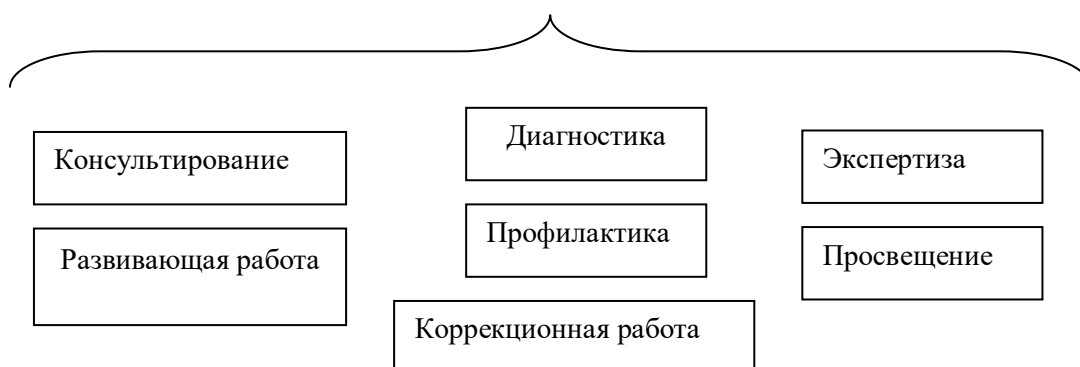 Диагностика
Консультирование
Экспертиза
Профилактика
Развивающая работа
Просвещение
Коррекционная работа